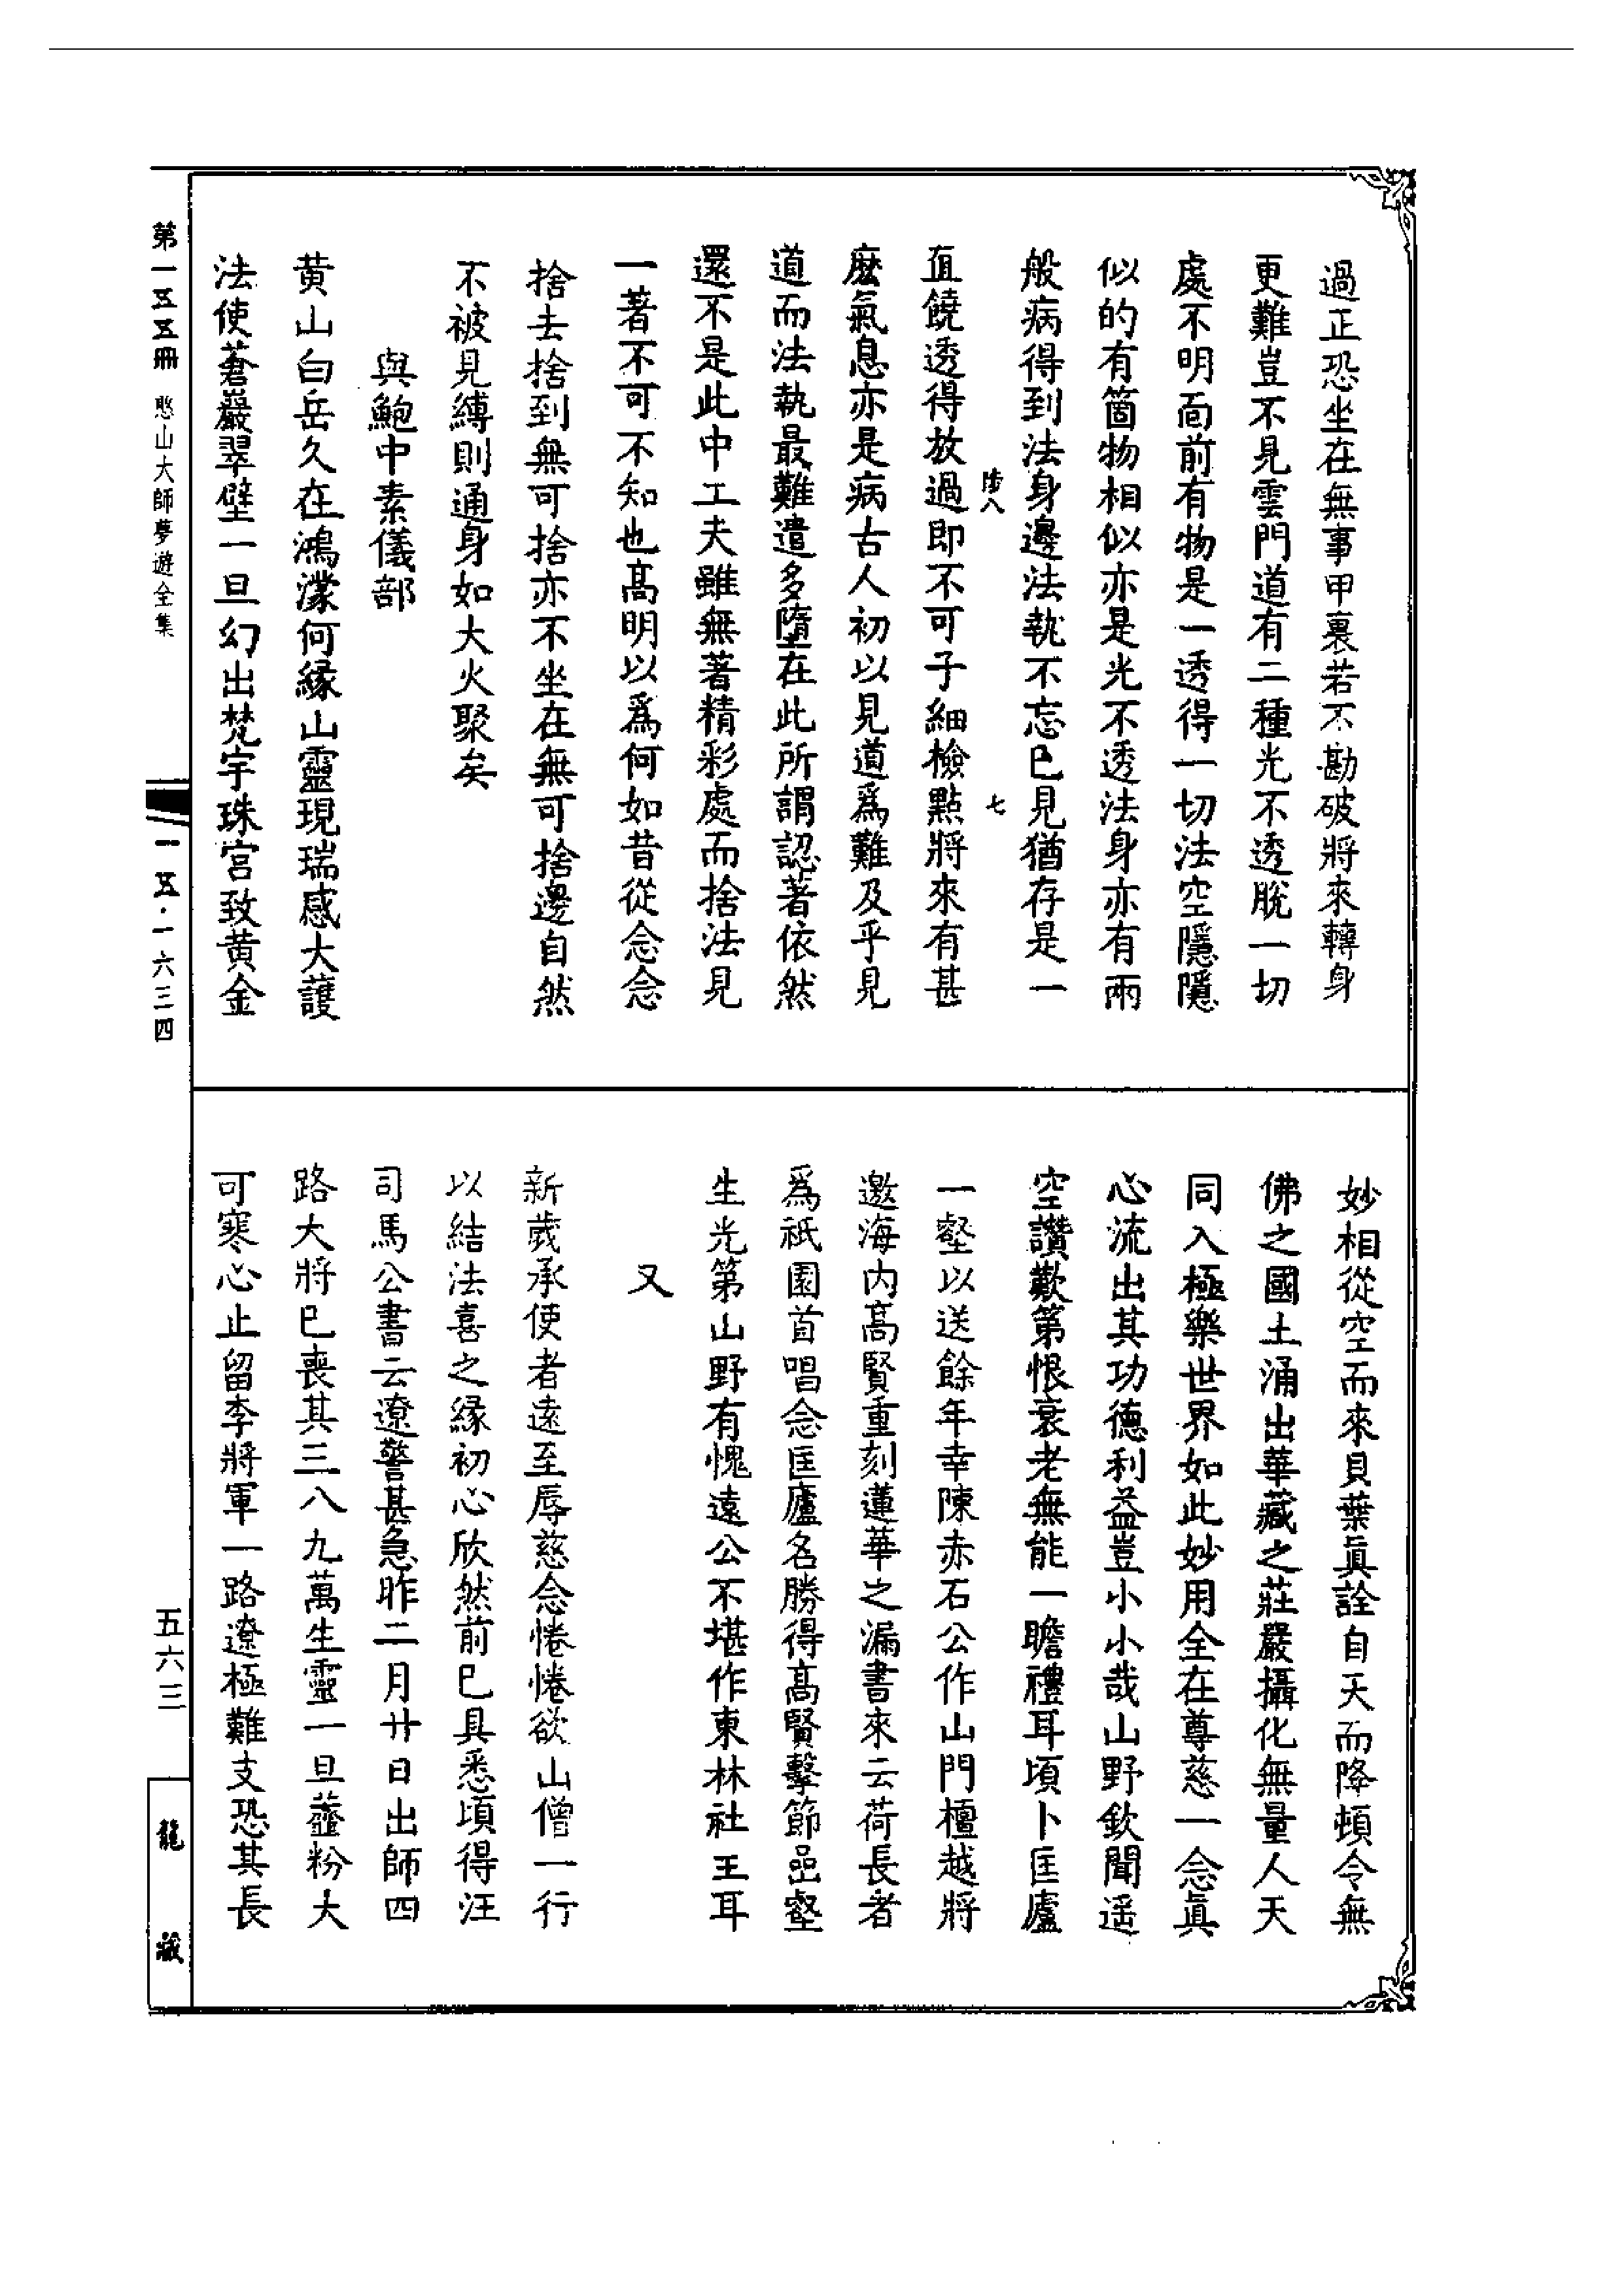 過正恐坐在無事甲裏若不勘破將來轉身
更難豈不見雲門道有二種光不透脫一切
處不明面前有物是一透得一切法空隱隱
似的有箇物相似亦是光不透法身亦有兩
般病得到法身邊法執不忘已見猶存是一
直饒透得放過即不可子細檢點將來有甚
麽氣息亦是病古人初以見道爲難及乎見
道而法執最難遣多墮在此所謂認著依然
還不是此中工夫雖無著精彩處而捨法見
一著不可不知也高明以爲何如昔從念念
捨去捨到無可捨亦不坐在無可捨邊自然
不被見縛則通身如大火聚矣
與鮑中素儀部
黄山白岳久在鴻濛何縁山靈現瑞感大護
法使蒼巖翠壁一旦幻出梵宇珠宮致黄金
妙相從空而來貝葉眞詮自天而降頓令無
佛之國土涌出華藏之莊嚴攝化無量人天
同入極樂世界如此妙用全在尊慈一念眞
心流出其功德利益豈小小哉山野欽聞遥
空讚歎第恨衰老無能一瞻禮耳頃卜匡廬
一壑以送餘年幸陳赤石公作山門檀越將
邀海内高賢重刻蓮華之漏書來云荷長者
爲祇園首唱念匡廬名勝得高賢擊節嵒壑
生光第山野有愧遠公不堪作東林社主耳
又
新歲承使者遠至辱慈念惓惓欲山僧一行
以結法喜之縁初心欣然前已具悉頃得汪
司馬公書云遼警甚急昨二月廿日出師四
路大將已喪其三八九萬生靈一旦虀粉大
可寒心止留李將軍一路遼極難支恐其長
第一五五冊 憨山大師夢遊全集
一五五·一六三四
五六三
龍藏